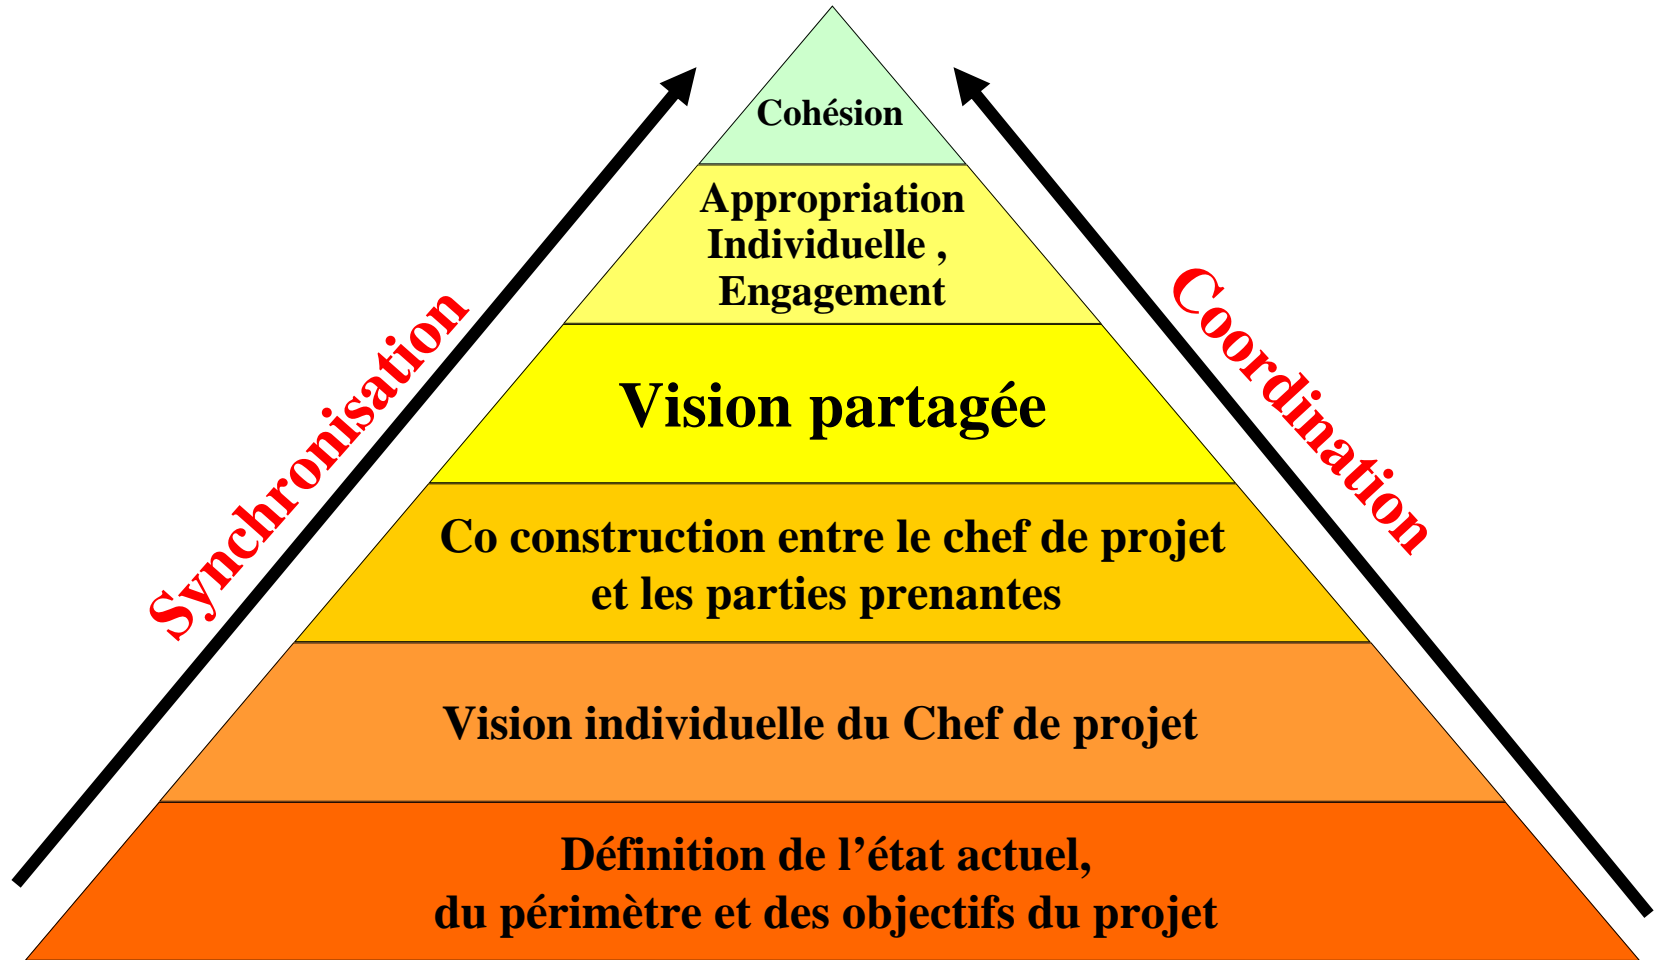 Cohésion
Appropriation
Individuelle ,
Engagement
Vision partagée
Co construction entre le chef de projet
et les parties prenantes
Vision individuelle du Chef de projet
Définition de l’état actuel,
du périmètre et des objectifs du projet
Synchronisation
Coordination